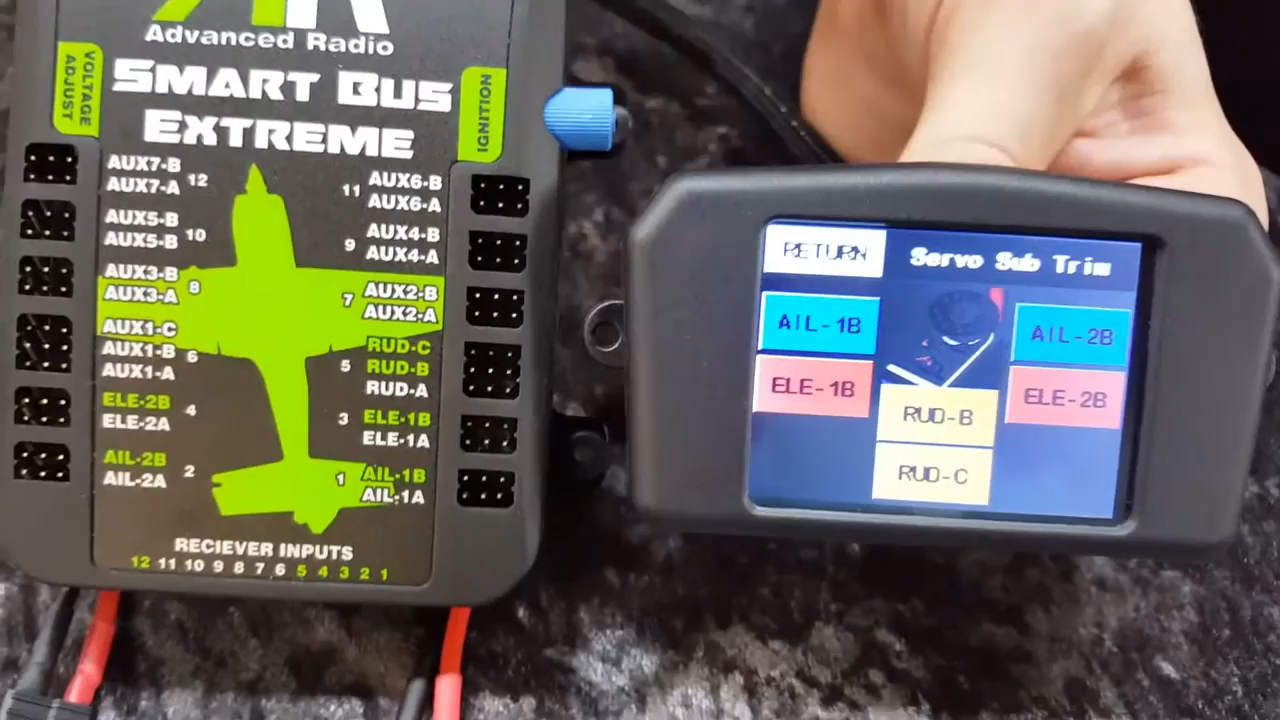 AR
Advanced Radio
SMART BUS
EXTREME
VOLTAGE
ADJUST
IGNITION
AUX7-B
AUX7-A 12
AUX5-B
AUX5-B 10
AUX3-B
AUX3-A 8
AUX1-C
AUX1-B
AUX1-A 6
ELE-2B
ELE-2A 4
AIL-2B
AIL-2A 2
11 AUX6-B
AUX6-A
9 AUX4-B
AUX4-A
7 AUX2-B
AUX2-A
RUD-C
5 RUD-B
RUD-A
3 ELE-1B
ELE-1A
1 AIL-1B
AIL-1A
RECIEVER INPUTS
12 11 10 9 8 7 6 5 4 3 2 1
RETURN
Servo Sub Trim
AIL-1B
AIL-2B
ELE-1B
ELE-2B
RUD-B
RUD-C